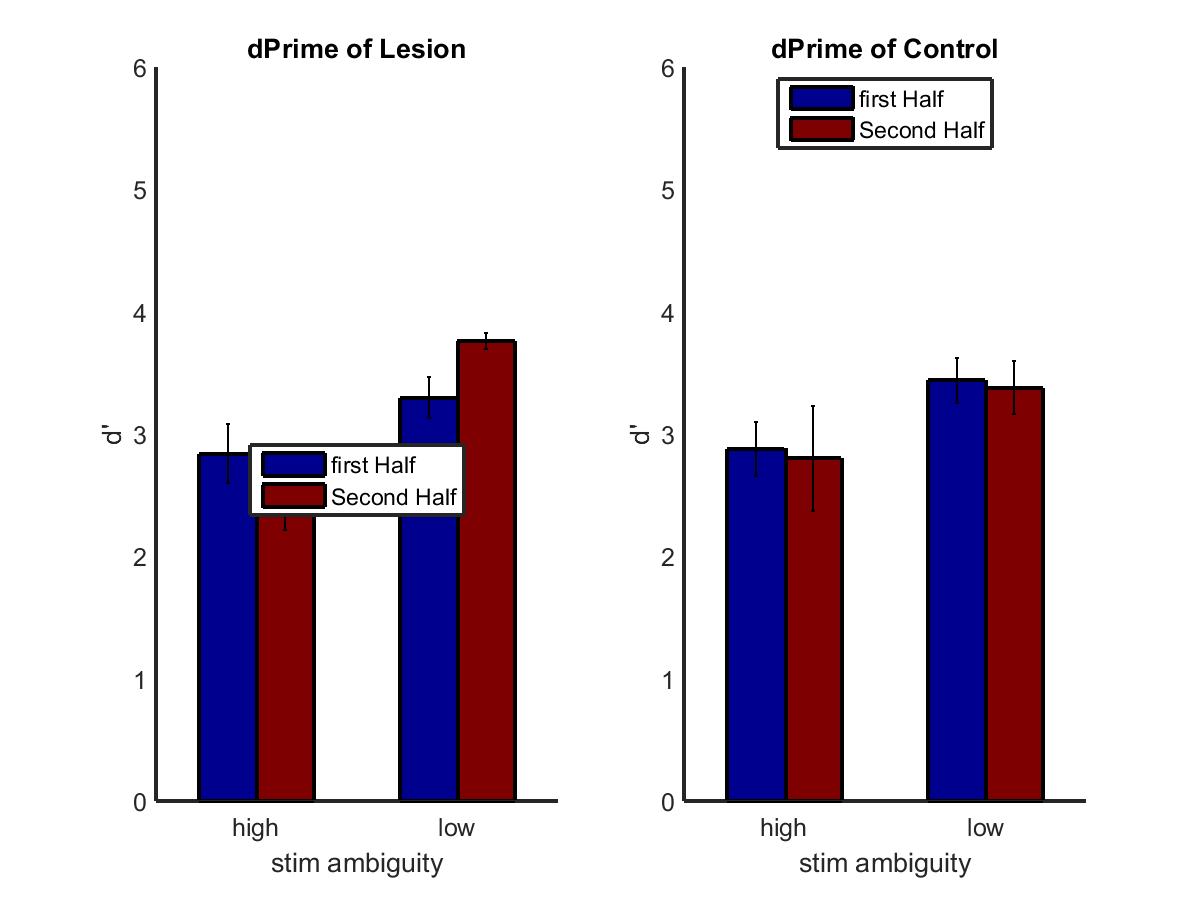 dPrime of Lesion
6
5
4
3
2
1
0
d'
first Half
Second Half
high
low
stim ambiguity
dPrime of Control
6
5
4
3
2
1
0
d'
first Half
Second Half
high
low
stim ambiguity